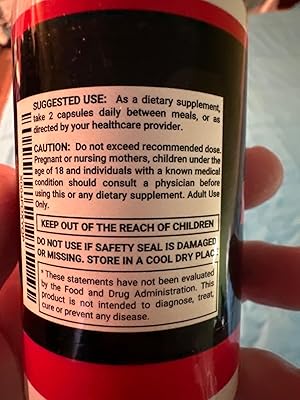 SUGGESTED USE: As a dietary supplement,
take 2 capsules daily between meals, or as
directed by your healthcare provider.
CAUTION: Do not exceed recommended dose.
Pregnant or nursing mothers, children under the
age of 18 and individuals with a known medical
condition should consult a physician before
using this or any dietary supplement. Adult Use
Only.
KEEP OUT OF THE REACH OF CHILDREN
DO NOT USE IF SAFETY SEAL IS DAMAGED
OR MISSING. STORE IN A COOL DRY PLAC
* These statements have not been evaluated
by the Food and Drug Administration. This
product is not intended to diagnose, treat,
cure or prevent any disease.